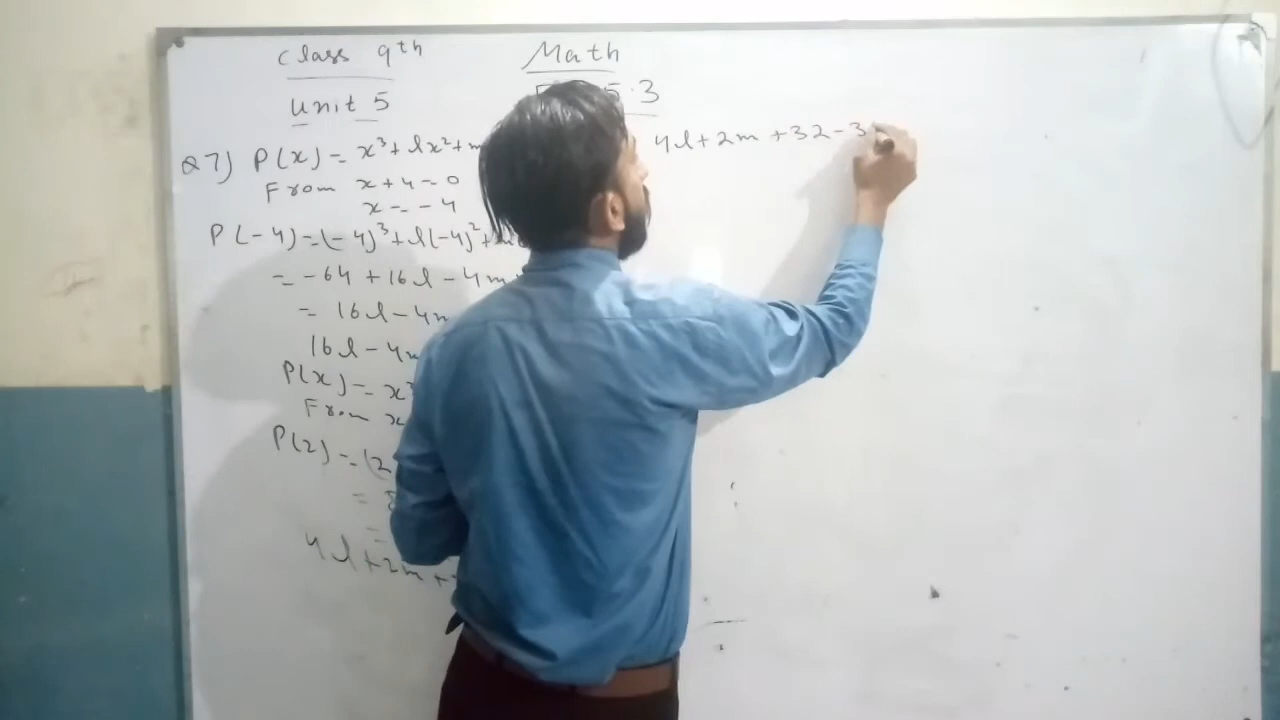 Class 9th Math
Unit 5 5.3
Q7) P(x) = x³ + lx² + m
From x + 4 = 0
x = - 4
P(-4) = (-4)³ + l(-4)² +
= -64 + 16l - 4m
= 16l - 4m
16l - 4m
P(x) = x³
From x
P(2) = (2
= 8
=
4l + 2m +
4l + 2m + 32 - 3